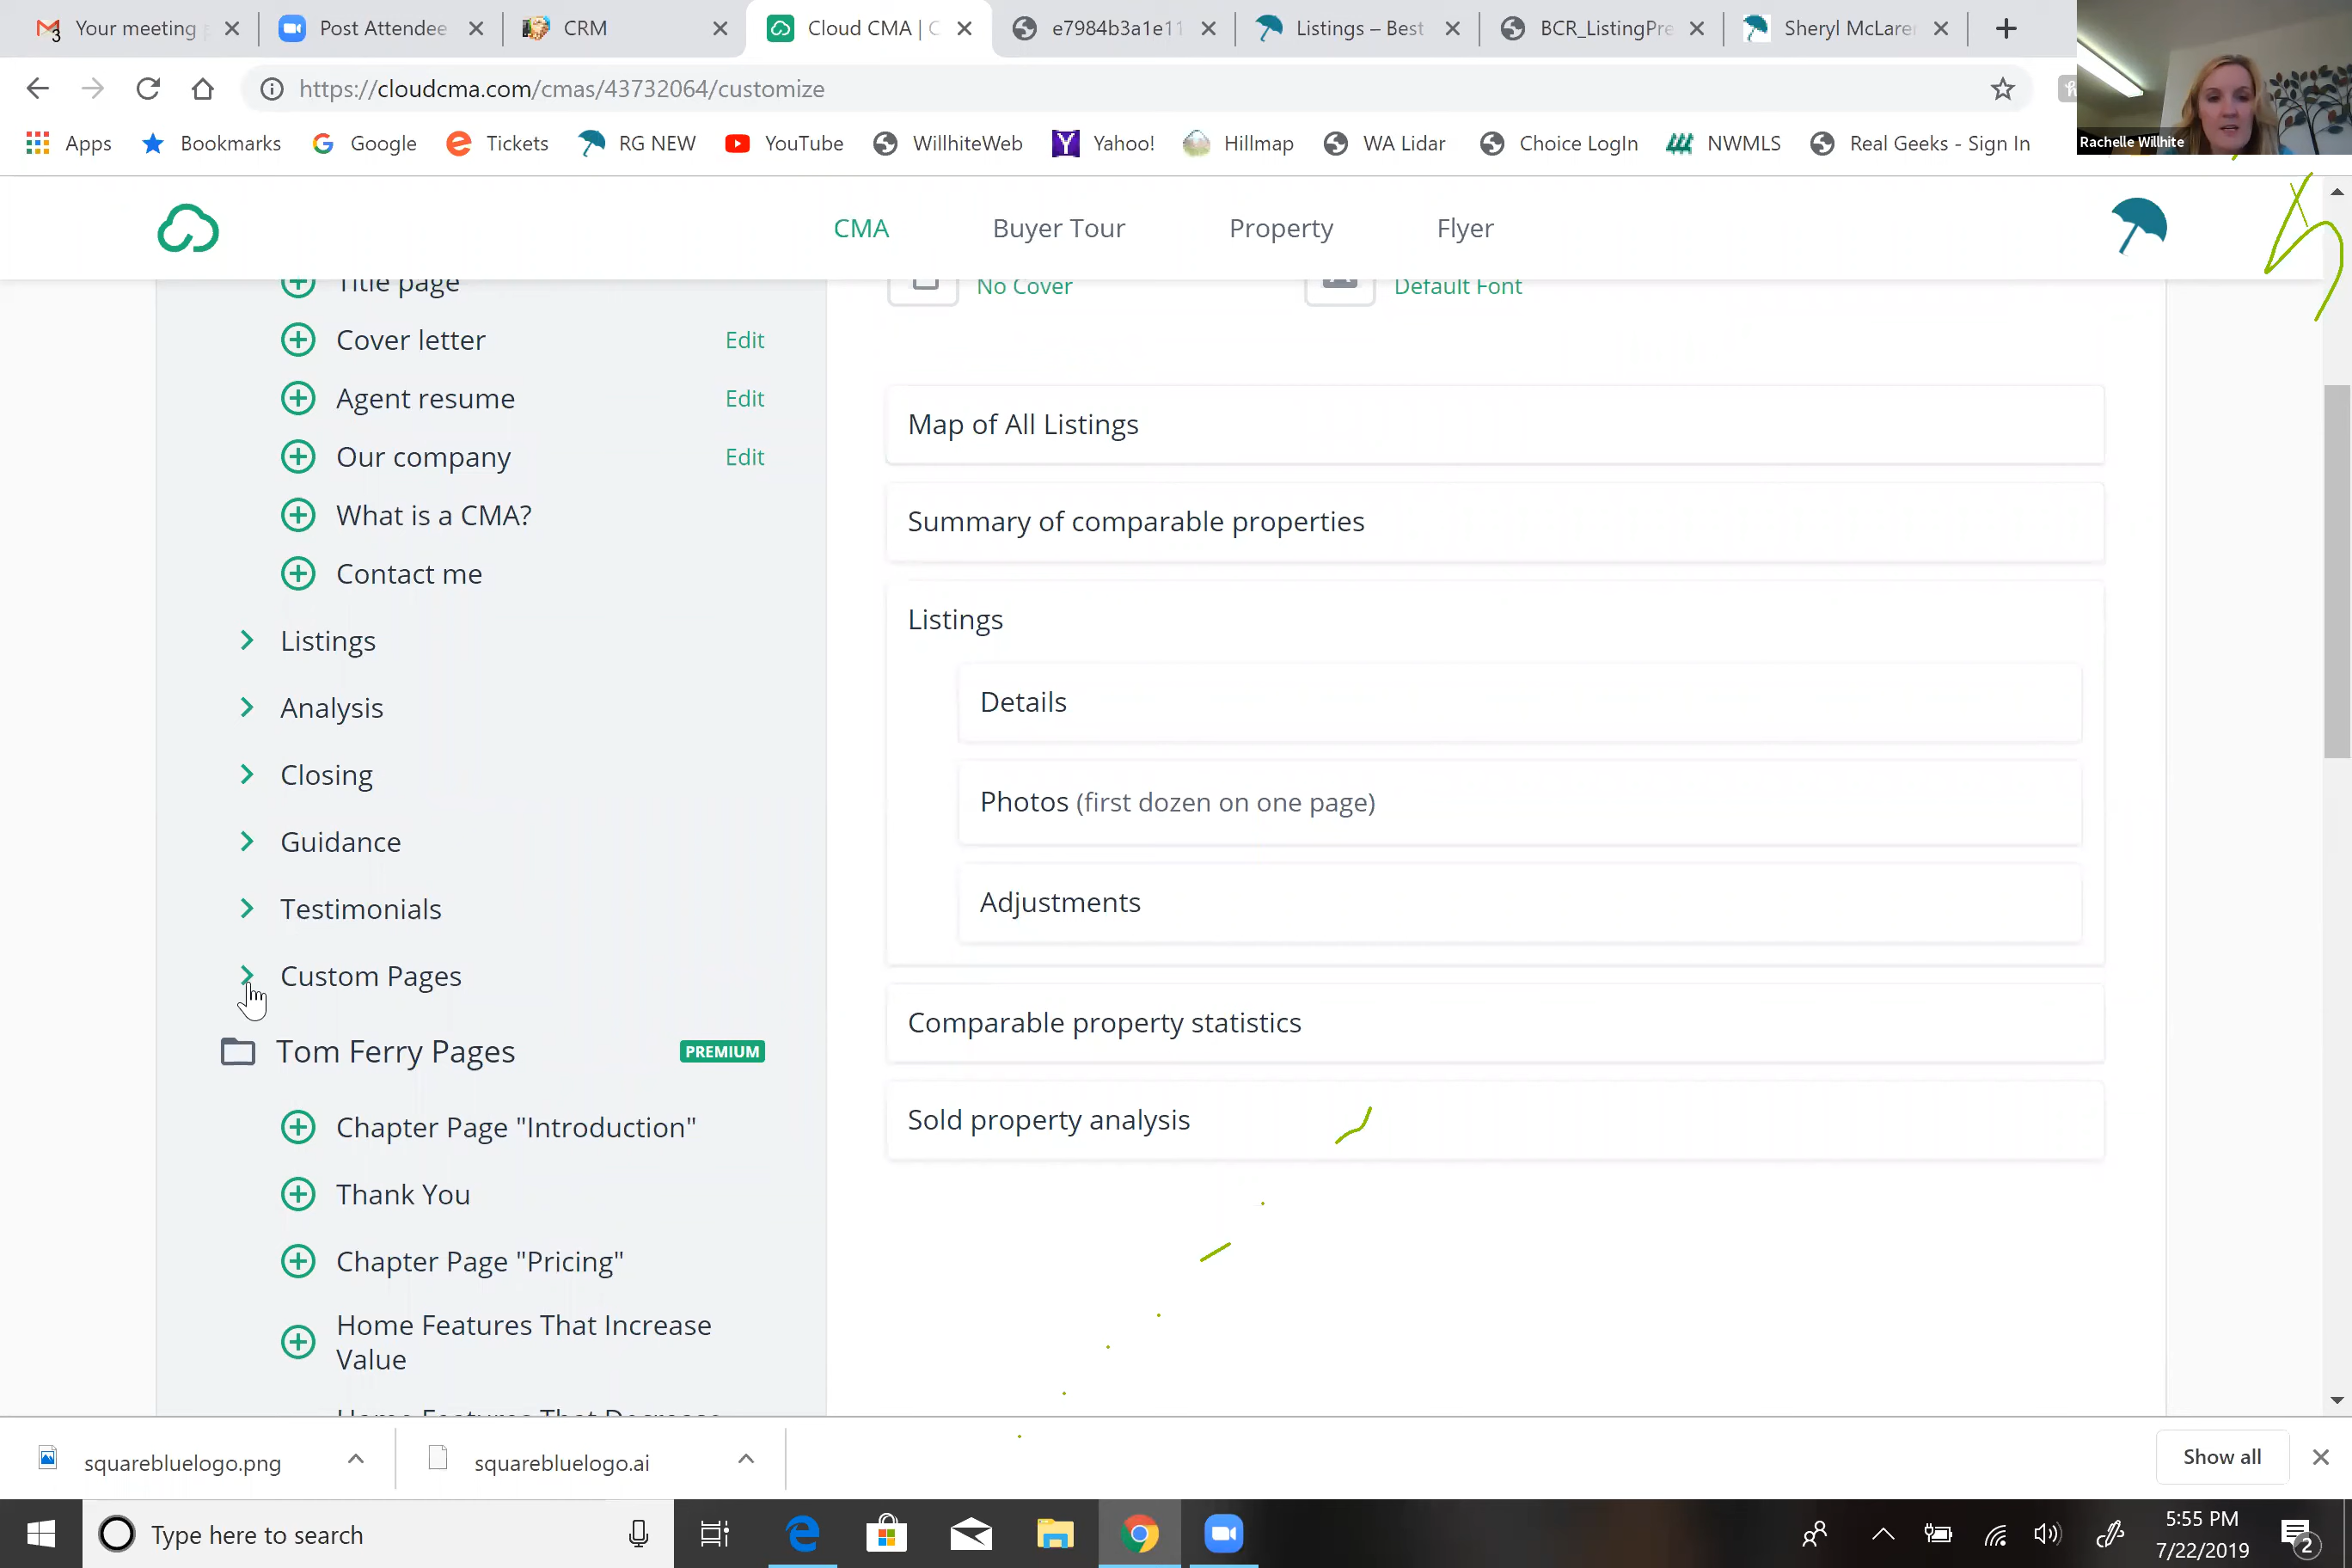 Your meeting
Post Attendee
CRM
Cloud CMA | C
e7984b3a1e11
Listings – Best
BCR_ListingPre
Sheryl McLare
https://cloudcma.com/cmas/43732064/customize
Apps
Bookmarks
Google
Tickets
RG NEW
YouTube
WillhiteWeb
Yahoo!
Hillmap
WA Lidar
Choice LogIn
NWMLS
Real Geeks - Sign In
Rachelle Willhite
CMA
Buyer Tour
Property
Flyer
Title page
Cover letter
Edit
Agent resume
Edit
Our company
Edit
What is a CMA?
Contact me
Listings
Analysis
Closing
Guidance
Testimonials
Custom Pages
Tom Ferry Pages
PREMIUM
Chapter Page "Introduction"
Thank You
Chapter Page "Pricing"
Home Features That Increase
Value
Home Features That Decrease
No Cover
Default Font
Map of All Listings
Summary of comparable properties
Listings
Details
Photos (first dozen on one page)
Adjustments
Comparable property statistics
Sold property analysis
squarebluelogo.png
squarebluelogo.ai
Show all
Type here to search
5:55 PM
7/22/2019
2